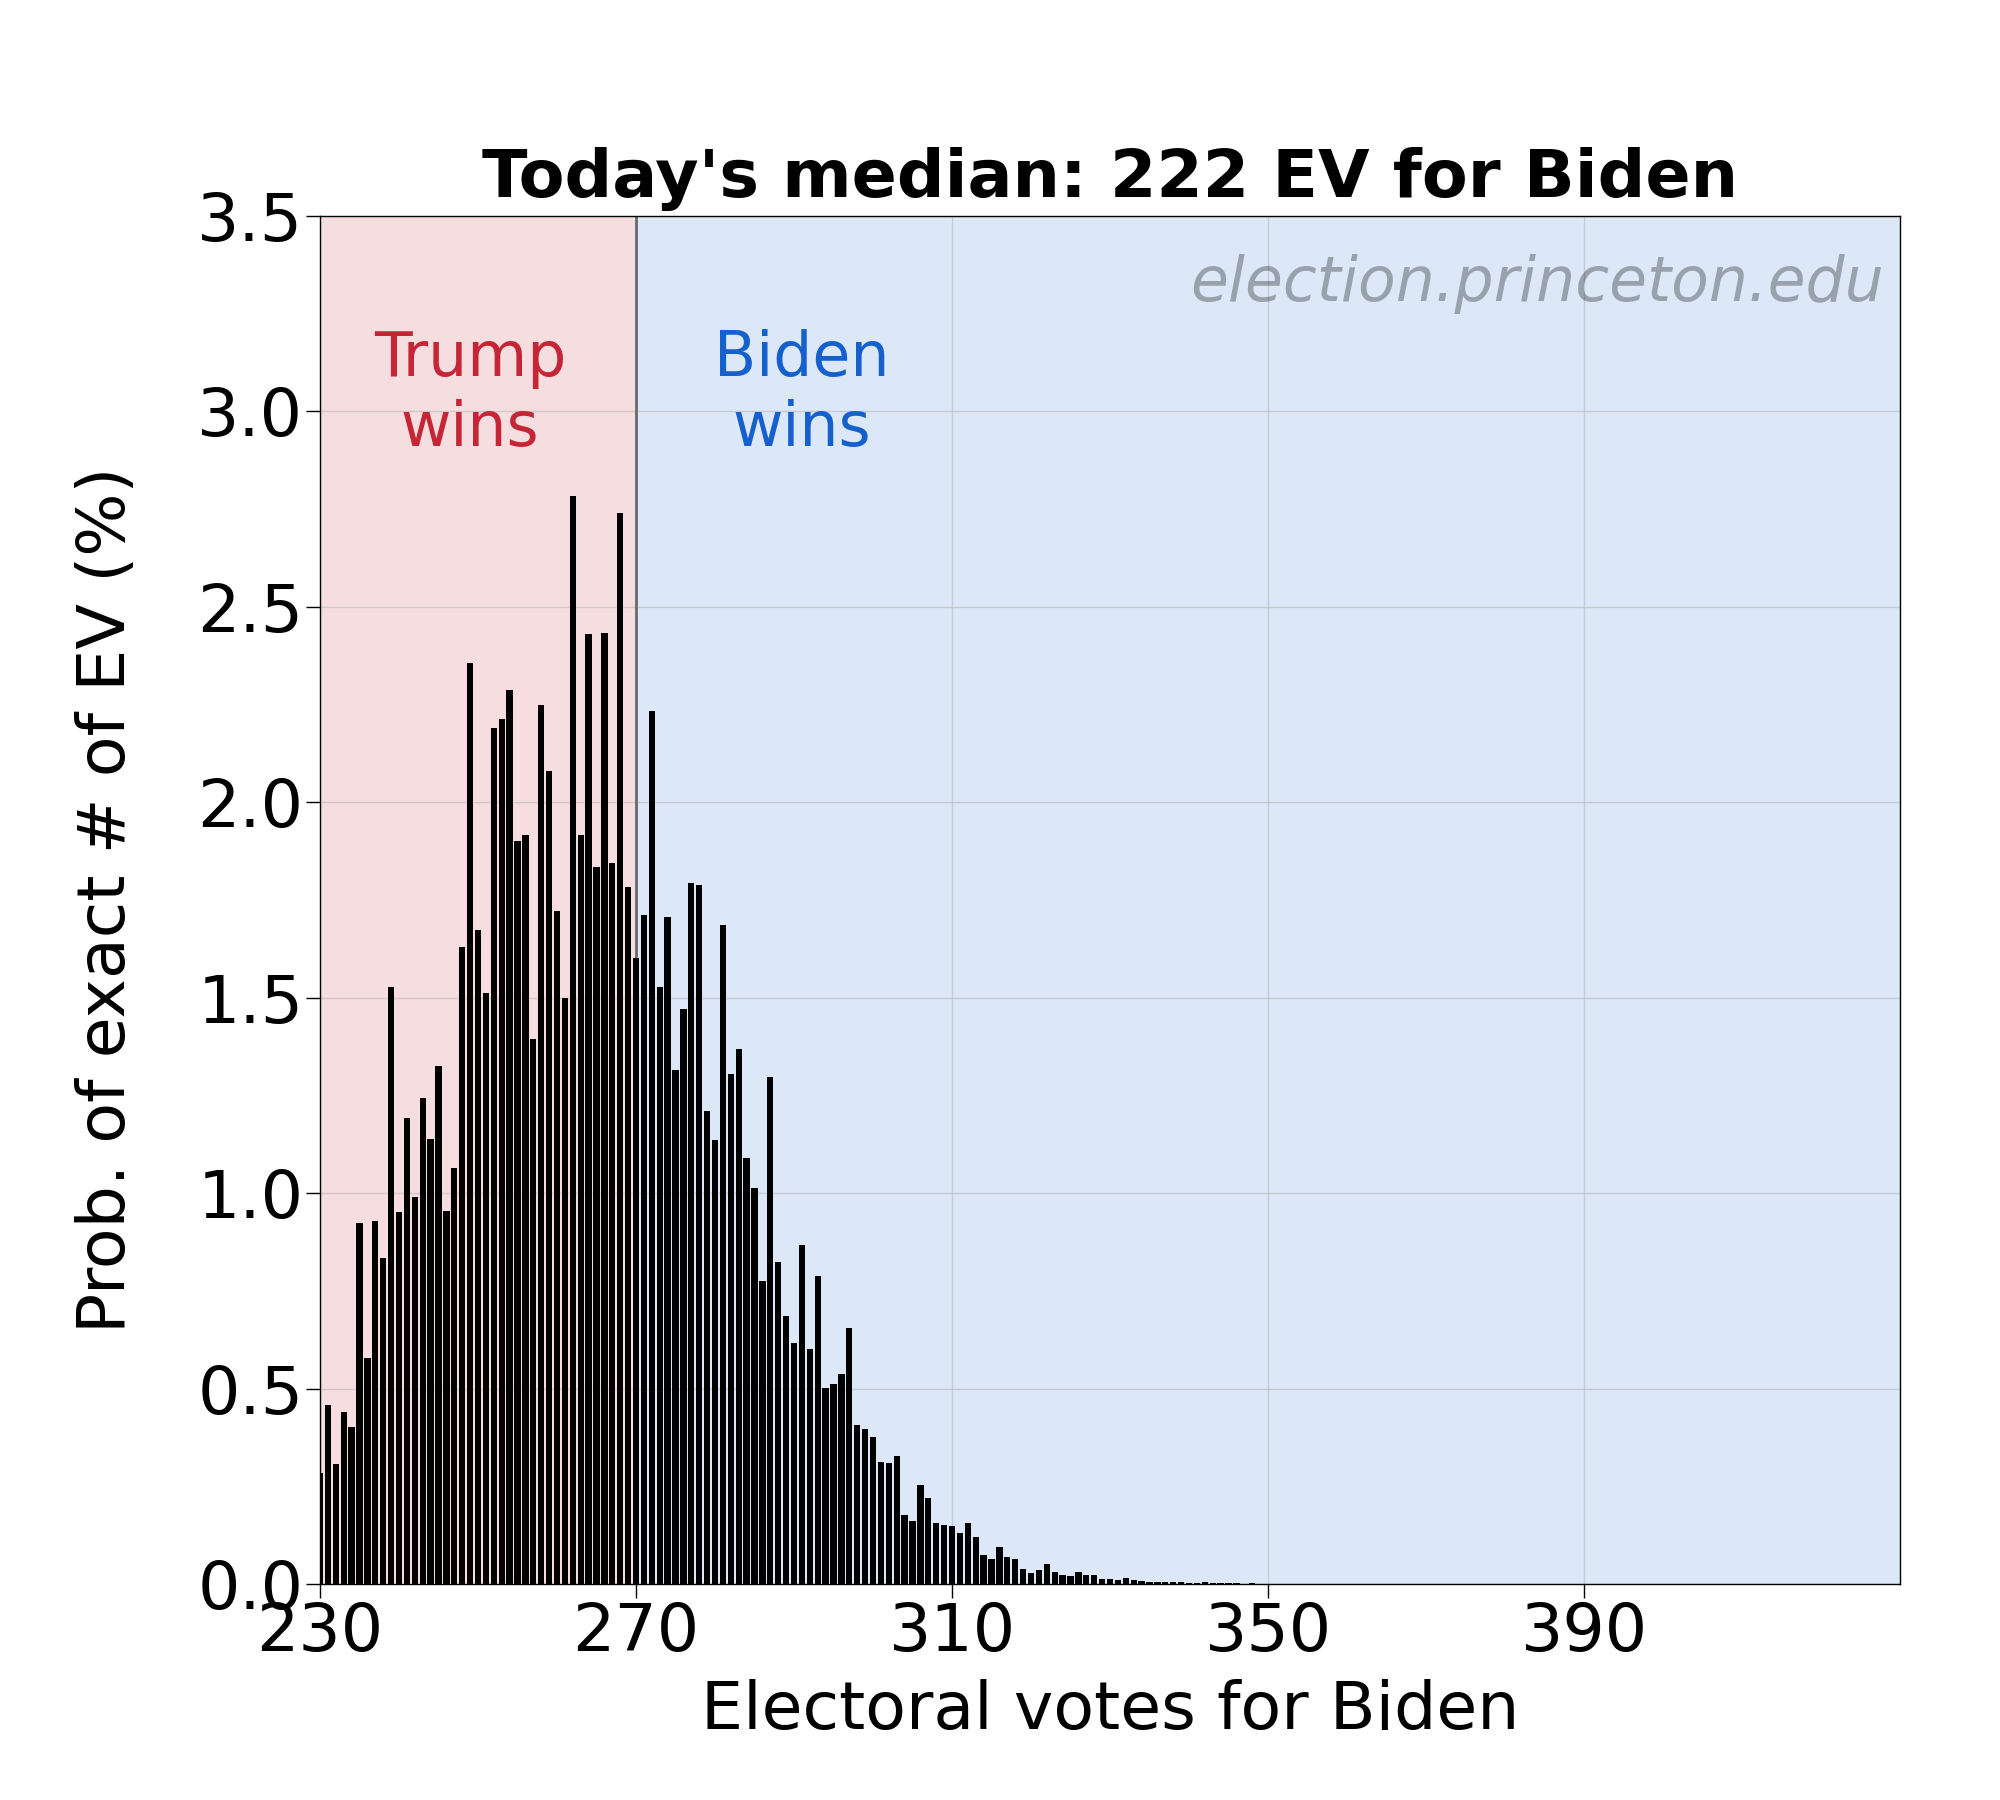 Today's median: 222 EV for Biden
election.princeton.edu
Trump
wins
Biden
wins
Prob. of exact # of EV (%)
3.5
3.0
2.5
2.0
1.5
1.0
0.5
0.0
230 270 310 350 390
Electoral votes for Biden